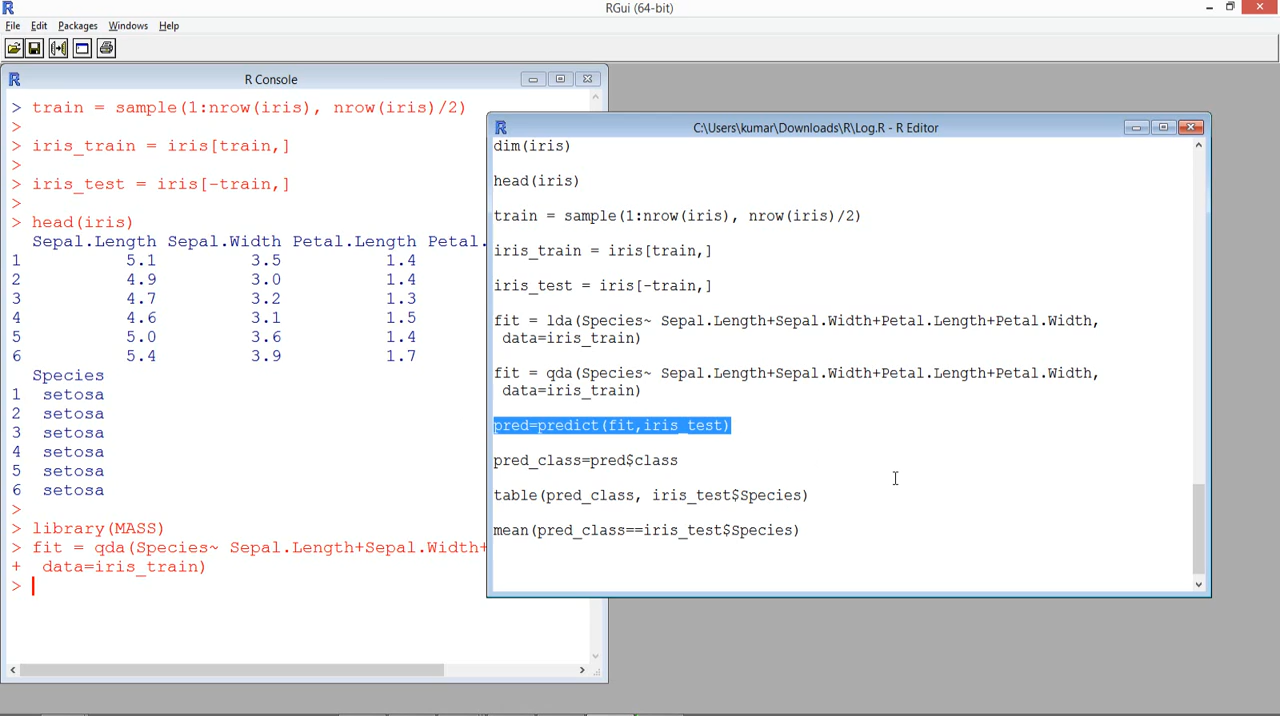 RGui (64-bit)
File Edit Packages Windows Help
R Console
> train = sample(1:nrow(iris), nrow(iris)/2)
>
> iris_train = iris[train,]
>
> iris_test = iris[-train,]
>
> head(iris)
Sepal.Length Sepal.Width Petal.Length Petal.
1 5.1 3.5 1.4
2 4.9 3.0 1.4
3 4.7 3.2 1.3
4 4.6 3.1 1.5
5 5.0 3.6 1.4
6 5.4 3.9 1.7
Species
1 setosa
2 setosa
3 setosa
4 setosa
5 setosa
6 setosa
>
> library(MASS)
> fit = qda(Species~ Sepal.Length+Sepal.Width+
+ data=iris_train)
>
C:\Users\kumar\Downloads\R\Log.R - R Editor
dim(iris)
head(iris)
train = sample(1:nrow(iris), nrow(iris)/2)
iris_train = iris[train,]
iris_test = iris[-train,]
fit = lda(Species~ Sepal.Length+Sepal.Width+Petal.Length+Petal.Width,
data=iris_train)
fit = qda(Species~ Sepal.Length+Sepal.Width+Petal.Length+Petal.Width,
data=iris_train)
pred=predict(fit,iris_test)
pred_class=pred$class
table(pred_class, iris_test$Species)
mean(pred_class==iris_test$Species)